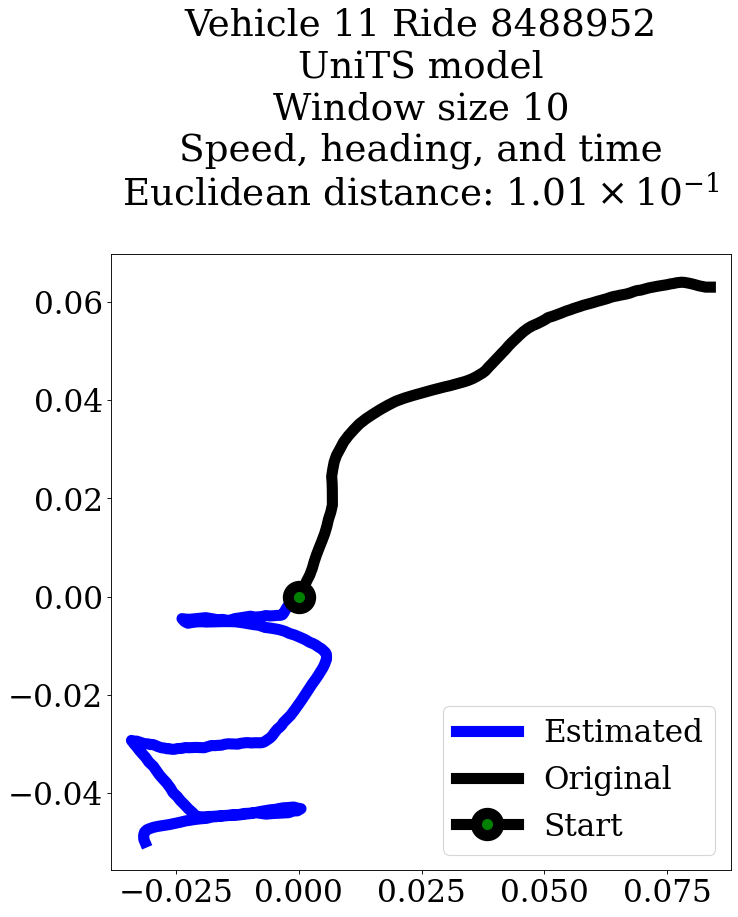 Vehicle 11 Ride 8488952
UniTS model
Window size 10
Speed, heading, and time
Euclidean distance: 1.01 × 10⁻¹
0.06
0.04
0.02
0.00
−0.02
−0.04
Estimated
Original
Start
−0.025 0.000 0.025 0.050 0.075